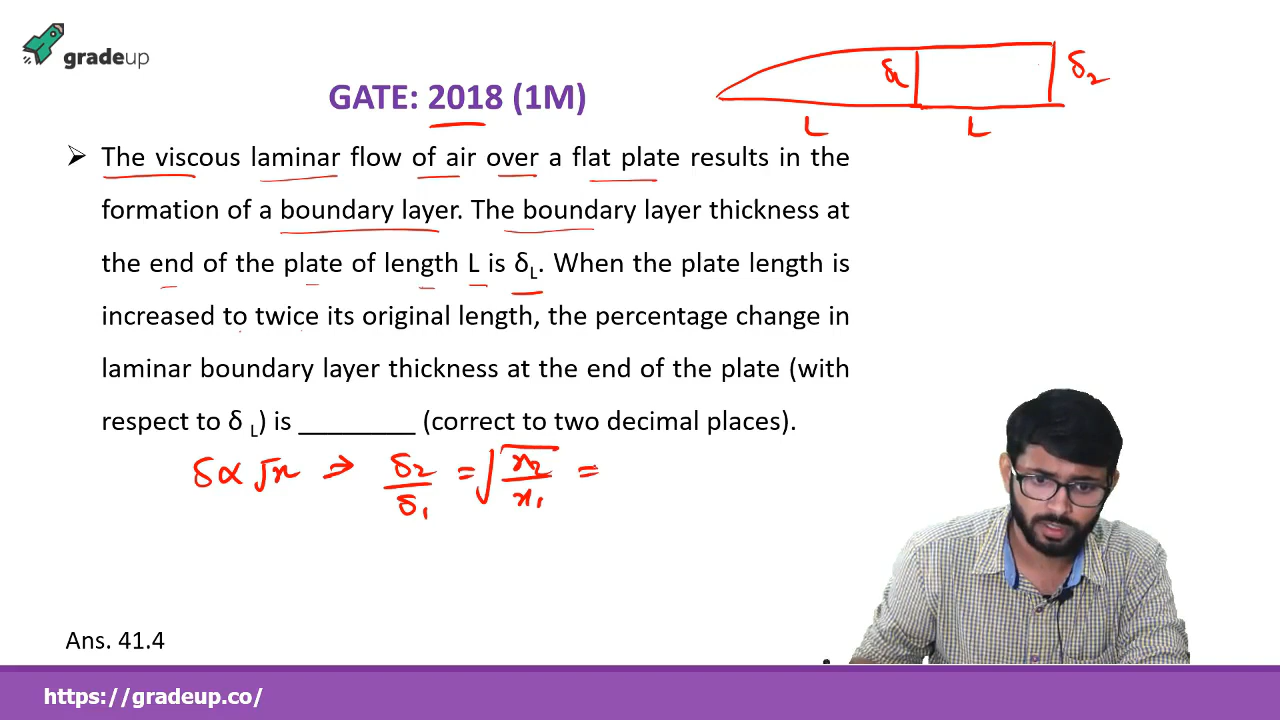 gradeup
GATE: 2018 (1M)
δ₁
δ₂
L
L
➢ The viscous laminar flow of air over a flat plate results in the
formation of a boundary layer. The boundary layer thickness at
the end of the plate of length L is δL. When the plate length is
increased to twice its original length, the percentage change in
laminar boundary layer thickness at the end of the plate (with
respect to δ L) is ________ (correct to two decimal places).
δ ∝ √x ⇒ δ₂/δ₁ = √(x₂/x₁) =
Ans. 41.4
https://gradeup.co/